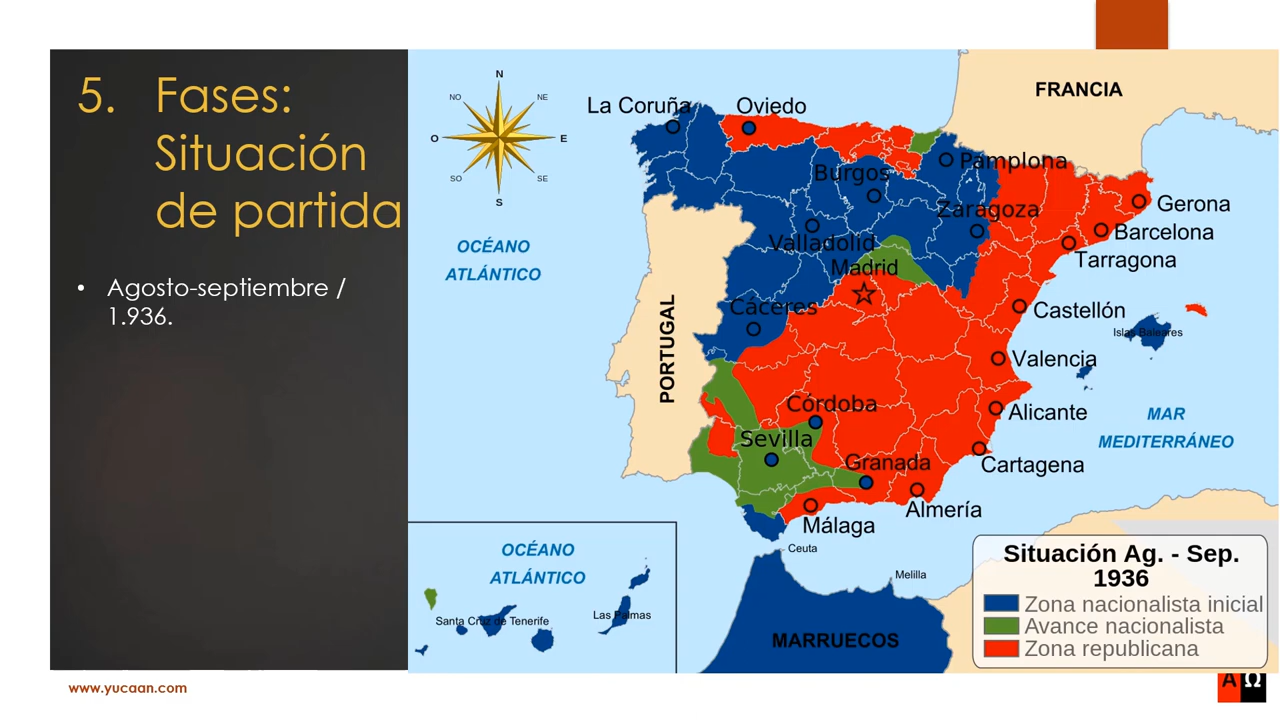 5. Fases:
Situación
de partida
• Agosto-septiembre /
1.936.
N
NO
NE
O
E
SO
SE
S
FRANCIA
La Coruña
Oviedo
Pamplona
Burgos
Zaragoza
Gerona
Barcelona
Valladolid
Tarragona
Madrid
OCÉANO
ATLÁNTICO
Cáceres
Castellón
Islas Baleares
PORTUGAL
Valencia
Córdoba
Alicante
MAR
MEDITERRÁNEO
Sevilla
Granada
Cartagena
Almería
Málaga
Ceuta
Melilla
OCÉANO
ATLÁNTICO
Santa Cruz de Tenerife
Las Palmas
MARRUECOS
Situación Ag. - Sep.
1936
Zona nacionalista inicial
Avance nacionalista
Zona republicana
www.yucaan.com
Α Ω